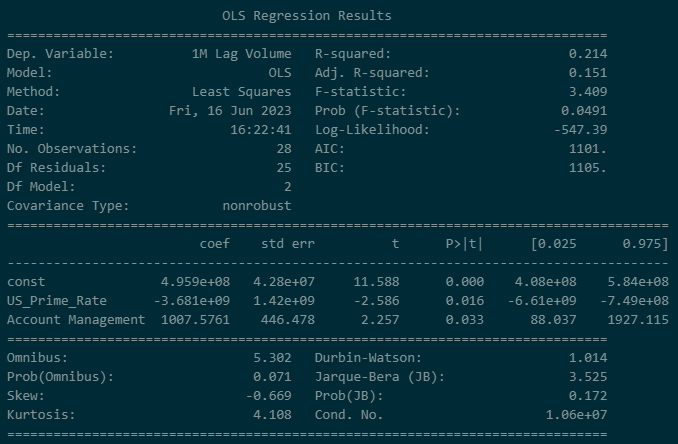 OLS Regression Results
==============================================================================
Dep. Variable: 1M Lag Volume R-squared: 0.214
Model: OLS Adj. R-squared: 0.151
Method: Least Squares F-statistic: 3.409
Date: Fri, 16 Jun 2023 Prob (F-statistic): 0.0491
Time: 16:22:41 Log-Likelihood: -547.39
No. Observations: 28 AIC: 1101.
Df Residuals: 25 BIC: 1105.
Df Model: 2
Covariance Type: nonrobust
======================================================================================
coef std err t P>|t| [0.025 0.975]
--------------------------------------------------------------------------------------
const 4.959e+08 4.28e+07 11.588 0.000 4.08e+08 5.84e+08
US_Prime_Rate -3.681e+09 1.42e+09 -2.586 0.016 -6.61e+09 -7.49e+08
Account Management 1007.5761 446.478 2.257 0.033 88.037 1927.115
==============================================================================
Omnibus: 5.302 Durbin-Watson: 1.014
Prob(Omnibus): 0.071 Jarque-Bera (JB): 3.525
Skew: -0.669 Prob(JB): 0.172
Kurtosis: 4.108 Cond. No. 1.06e+07
==============================================================================